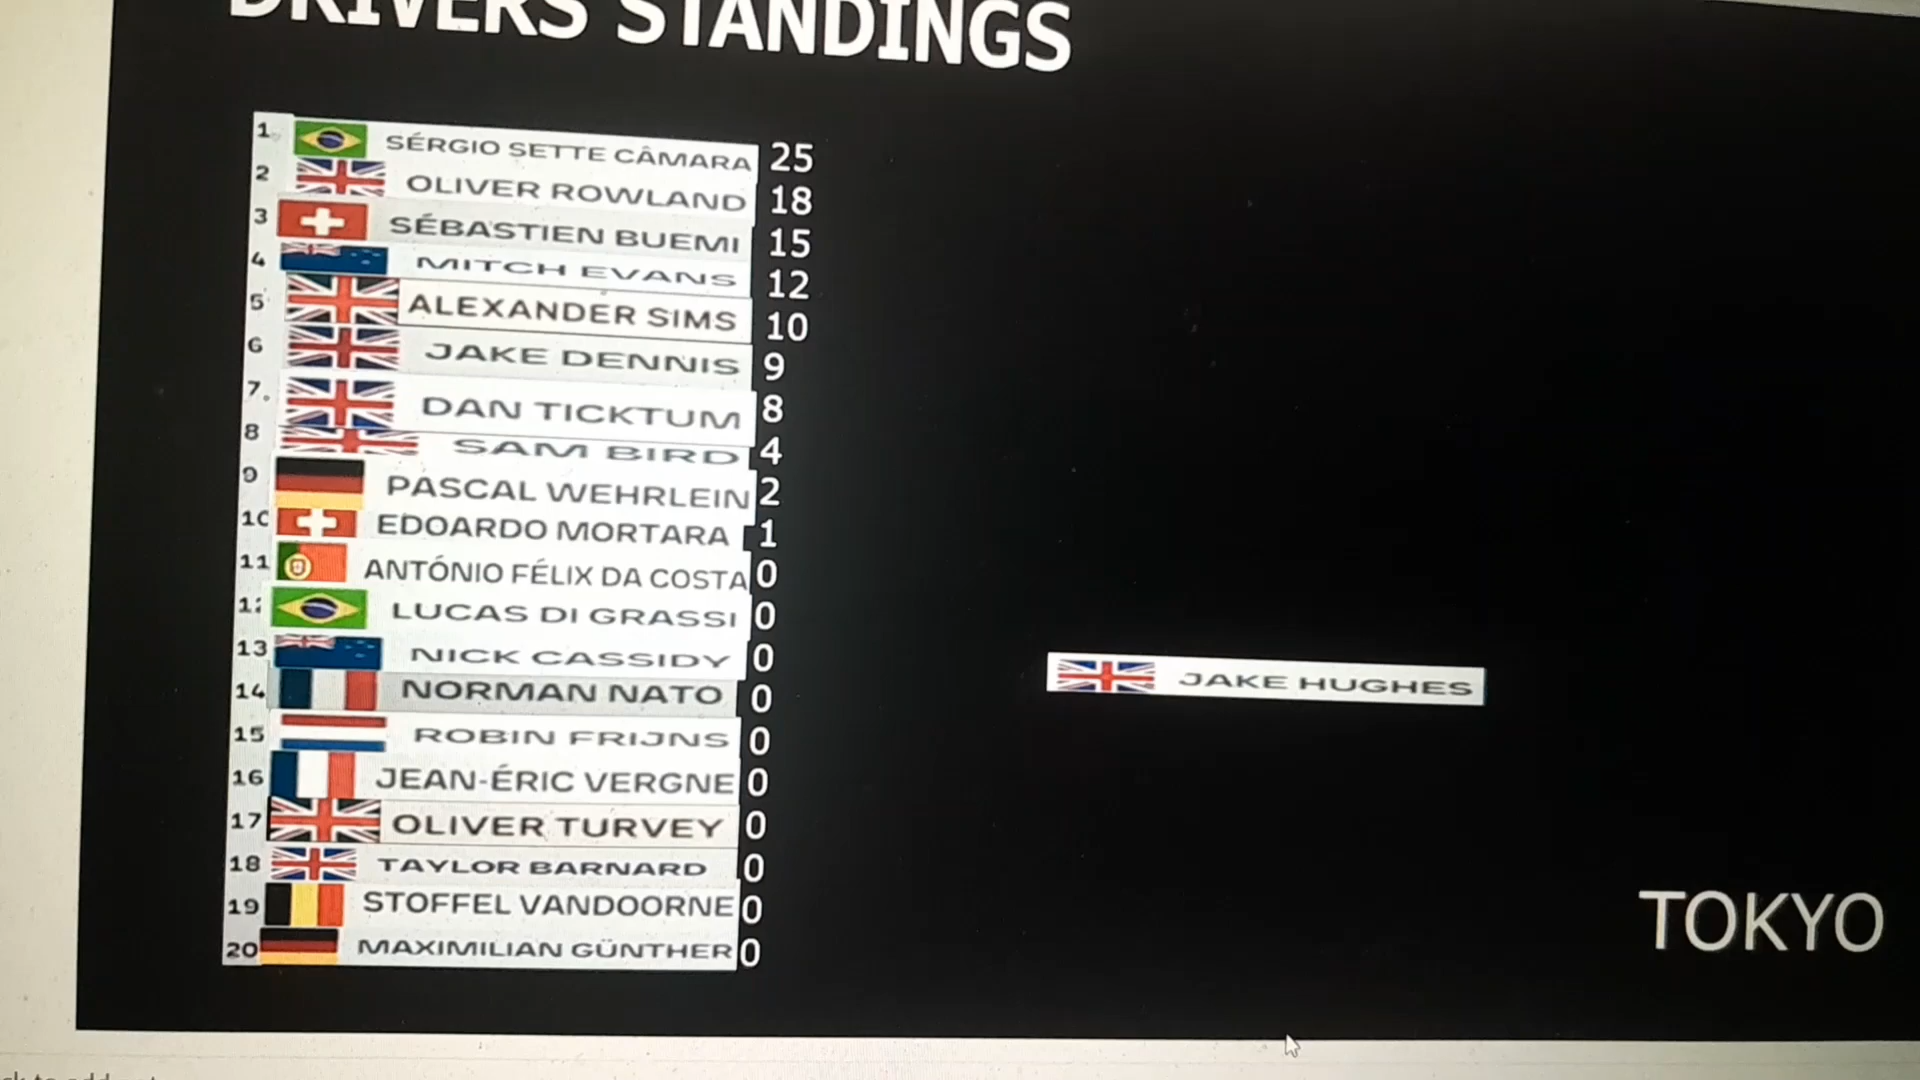 DRIVERS STANDINGS
1 SÉRGIO SETTE CÂMARA 25
2 OLIVER ROWLAND 18
3 SÉBASTIEN BUEMI 15
4 MITCH EVANS 12
5 ALEXANDER SIMS 10
6 JAKE DENNIS 9
7 DAN TICKTUM 8
8 SAM BIRD 4
9 PASCAL WEHRLEIN 2
10 EDOARDO MORTARA 1
11 ANTÓNIO FÉLIX DA COSTA 0
12 LUCAS DI GRASSI 0
13 NICK CASSIDY 0
14 NORMAN NATO 0
15 ROBIN FRIJNS 0
16 JEAN-ÉRIC VERGNE 0
17 OLIVER TURVEY 0
18 TAYLOR BARNARD 0
19 STOFFEL VANDOORNE 0
20 MAXIMILIAN GÜNTHER 0
JAKE HUGHES
TOKYO